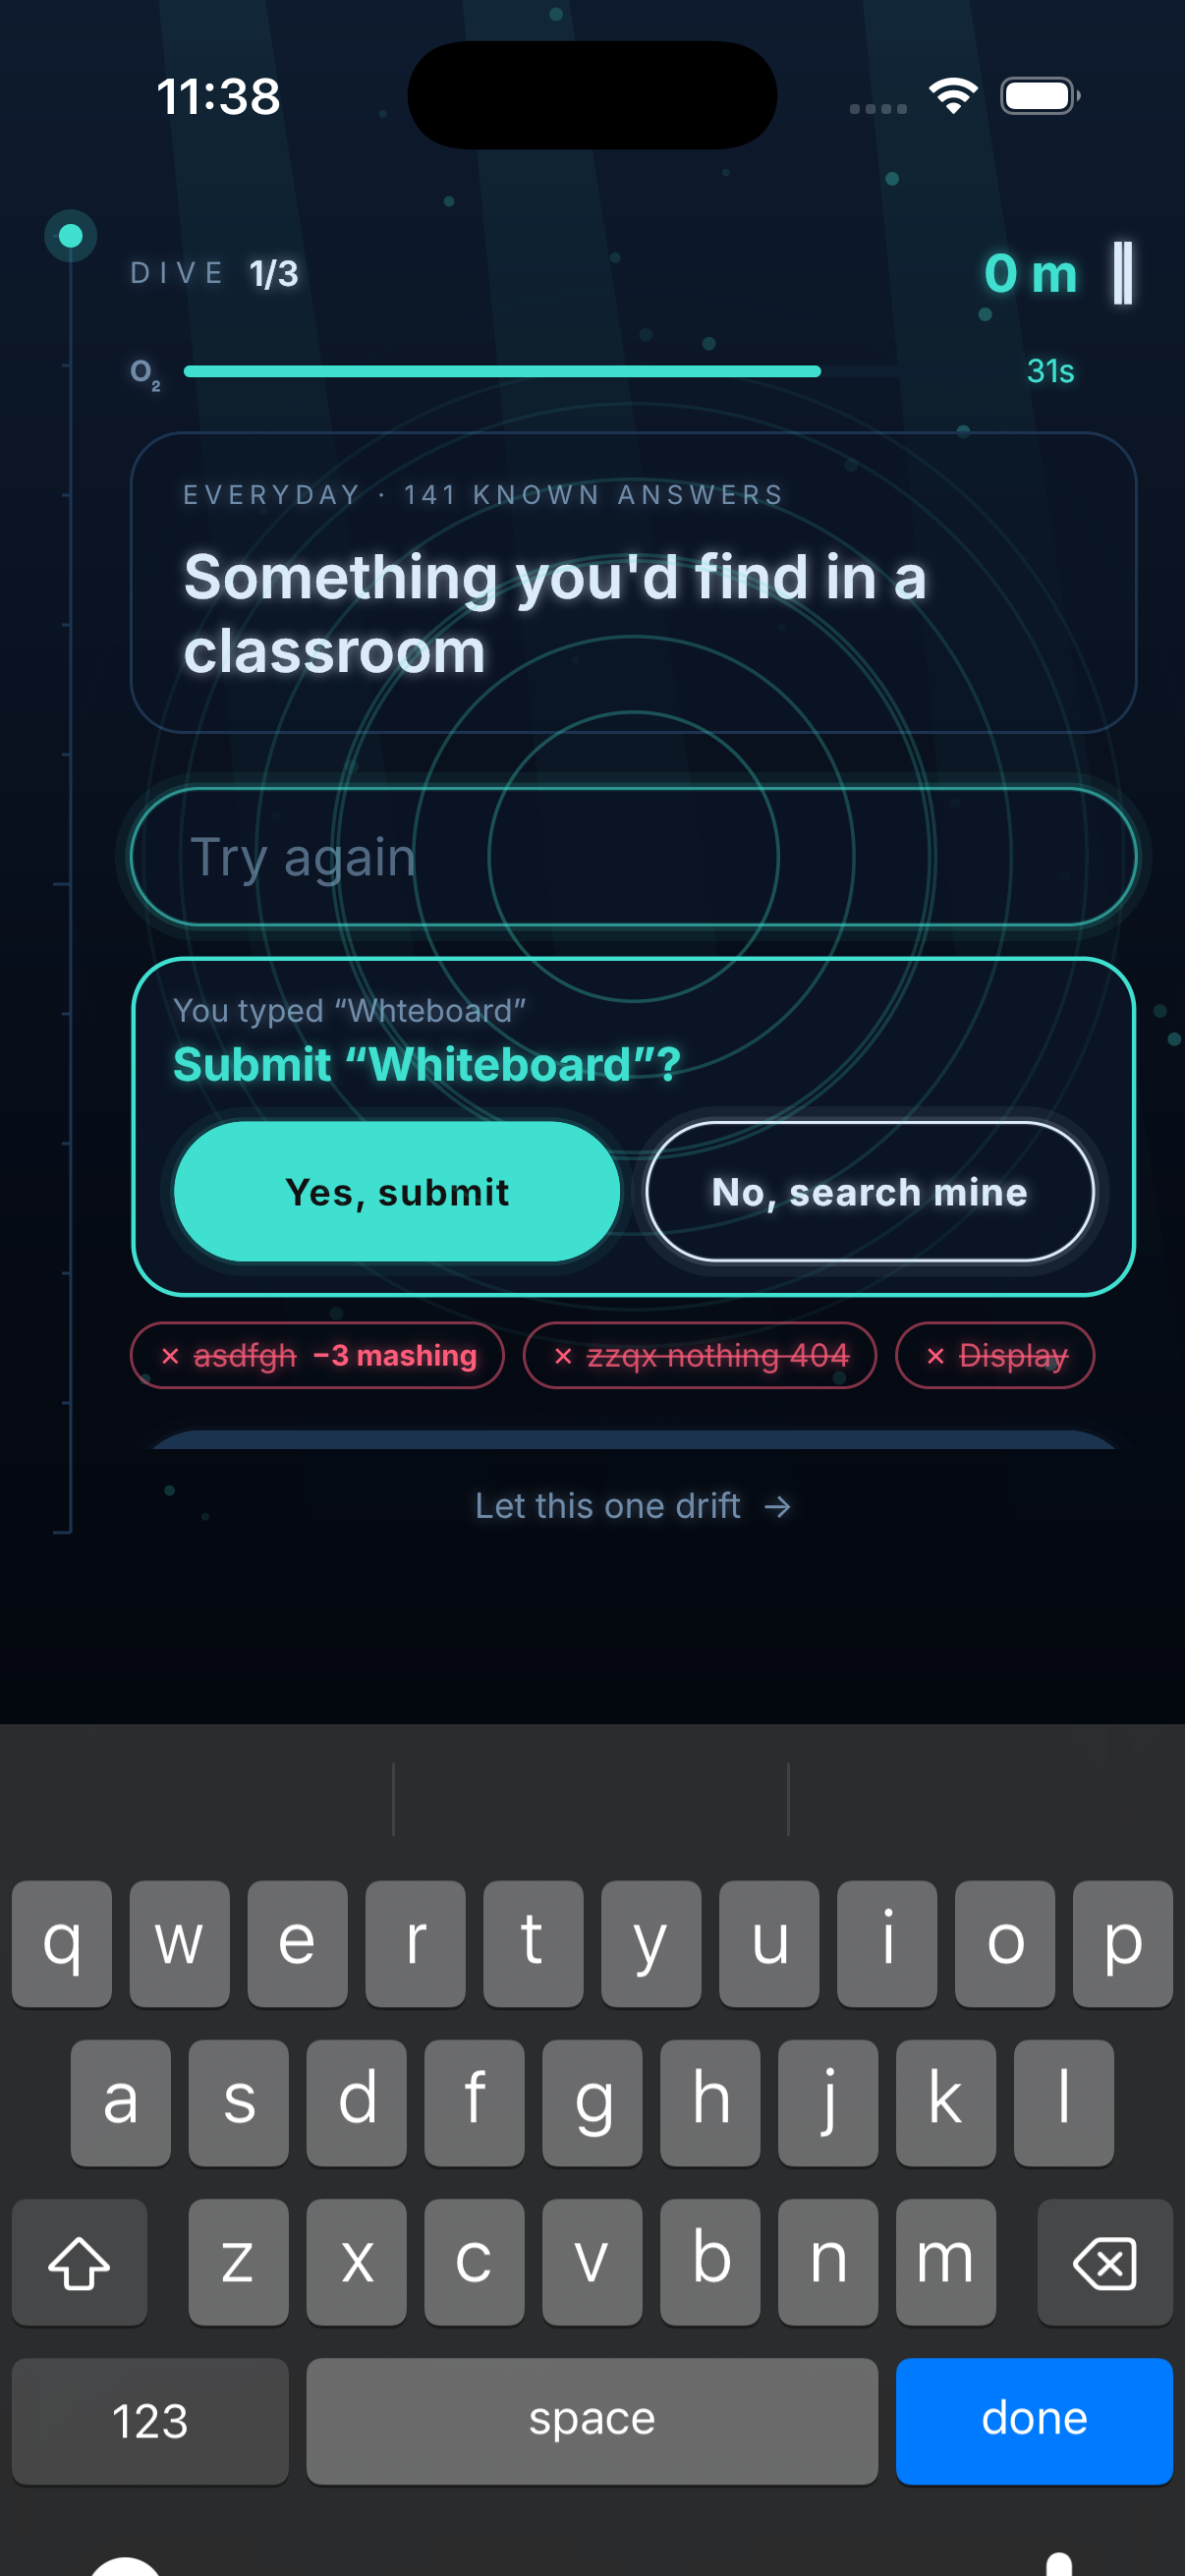 11:38
DIVE 1/3
0 m
O₂
31s
EVERYDAY · 141 KNOWN ANSWERS
Something you'd find in a
classroom
Try again
You typed “Whteboard”
Submit “Whiteboard”?
Yes, submit
No, search mine
× asdfgh −3 mashing
× zzqx nothing 404
× Display
Let this one drift →
q w e r t y u i o p
a s d f g h j k l
z x c v b n m
123 space done